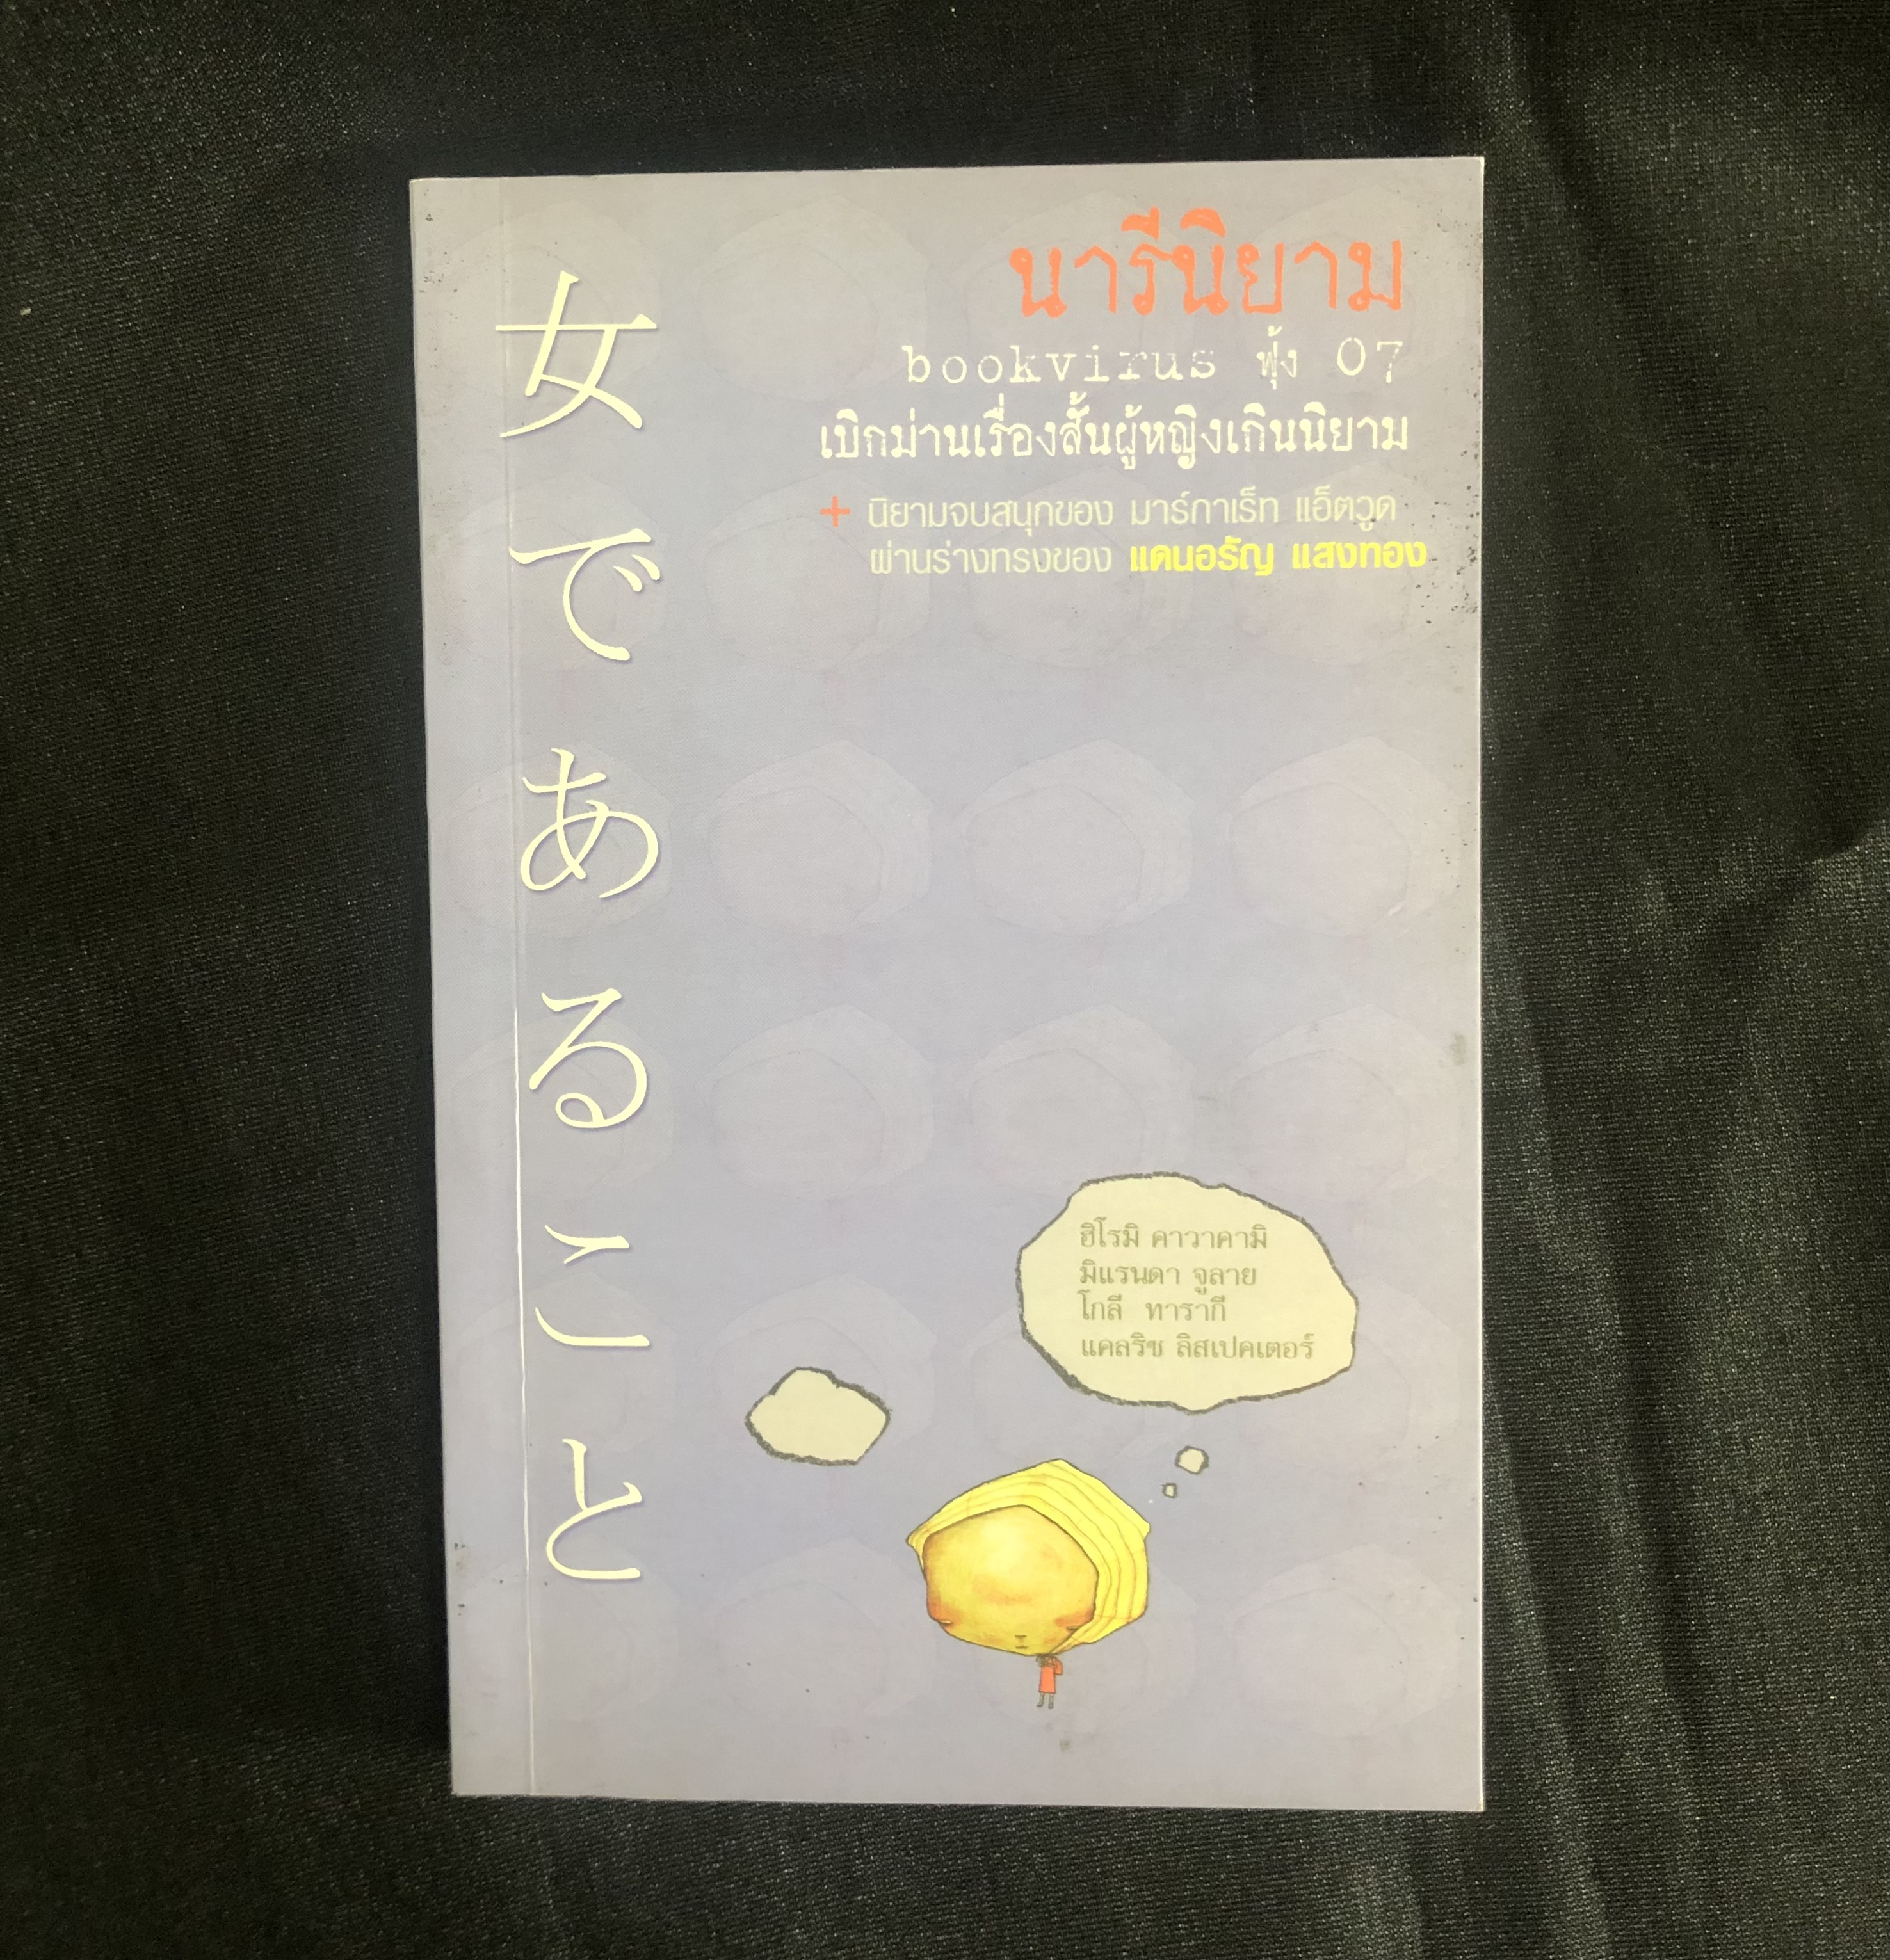 นารีนิยาม
bookvirus ฟุ้ง 07
เบิกม่านเรื่องสั้นผู้หญิงเกินนิยาม
+ นิยามจบสนุกของ มาร์กาเร็ท แอ็ตวูด
ผ่านร่างทรงของ แดนอรัญ แสงทอง
女であること
ฮิโรมิ คาวาคามิ
มิแรนดา จูลาย
โกลี ทารากี
แคลริซ ลิสเปคเตอร์